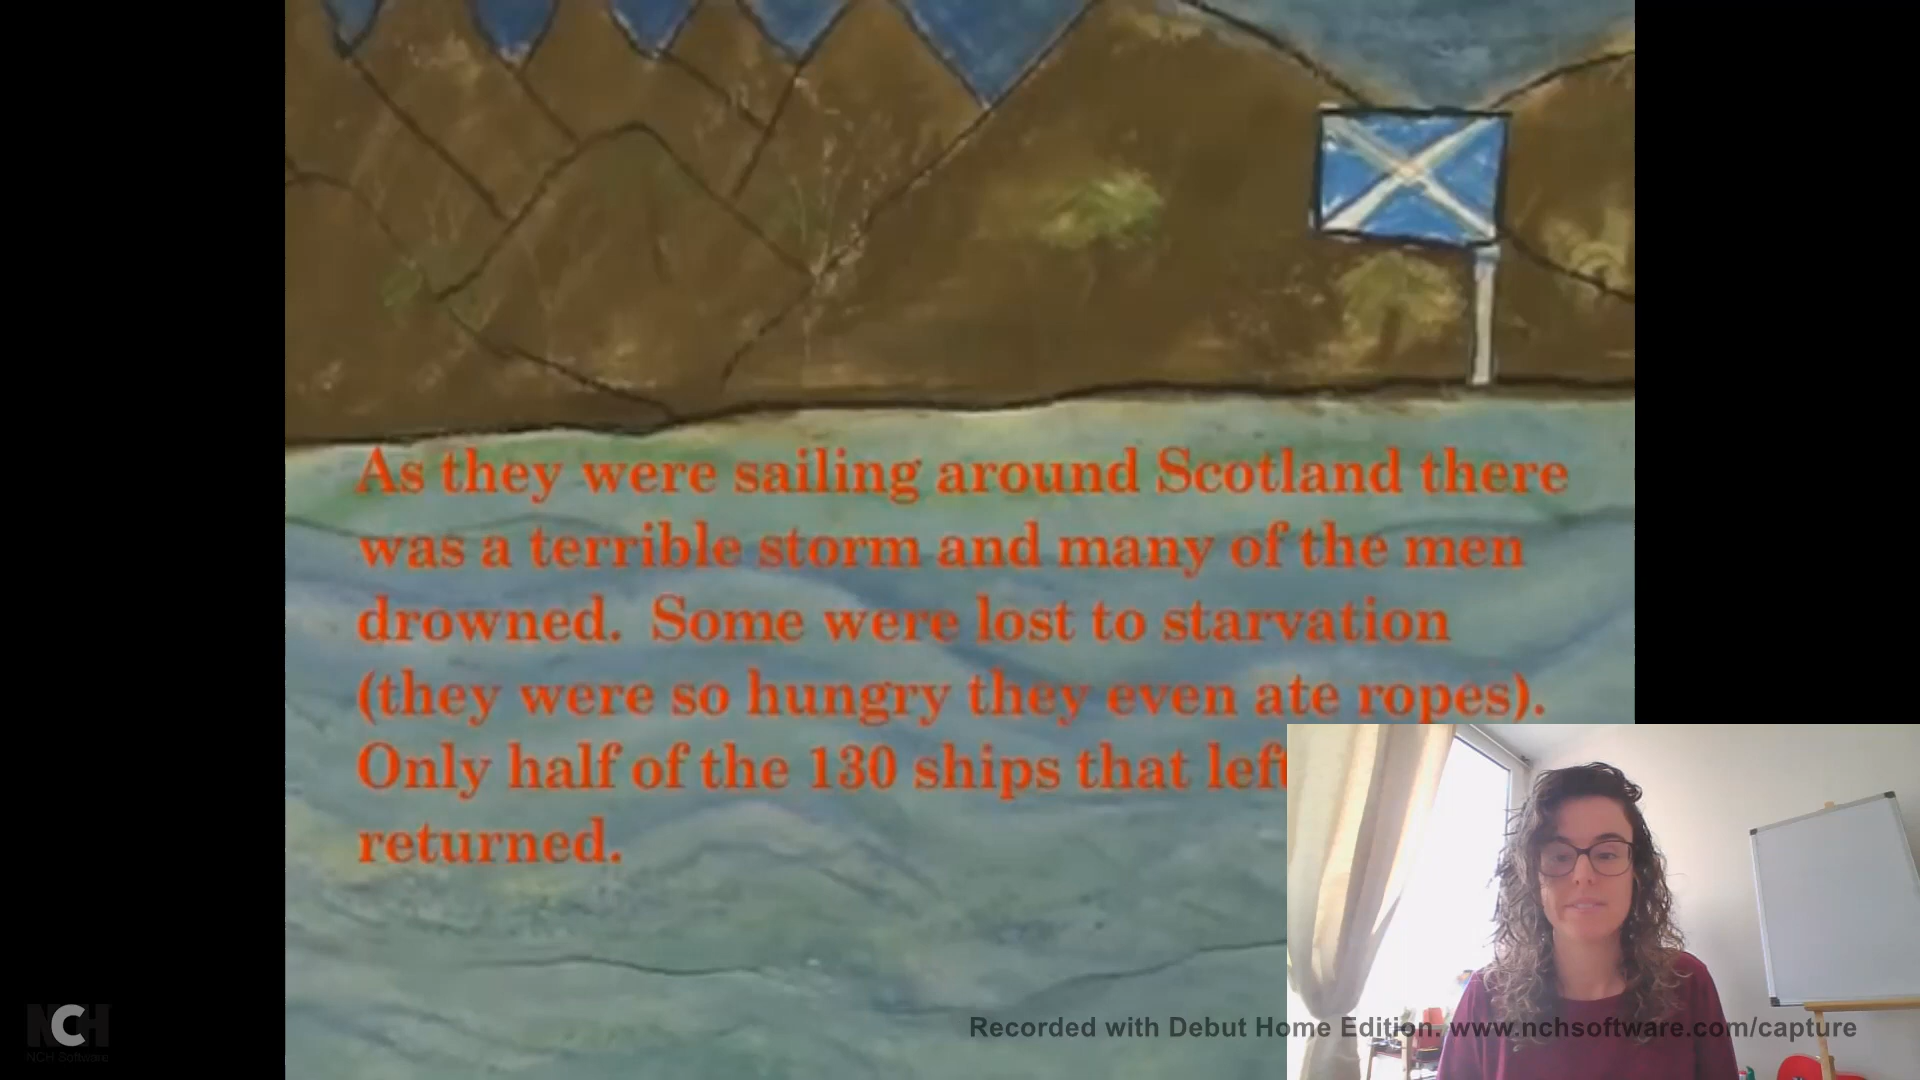 As they were sailing around Scotland there
was a terrible storm and many of the men
drowned.  Some were lost to starvation
(they were so hungry they even ate ropes).
Only half of the 130 ships that left
returned.
NCH
NCH Software
Recorded with Debut Home Edition. www.nchsoftware.com/capture